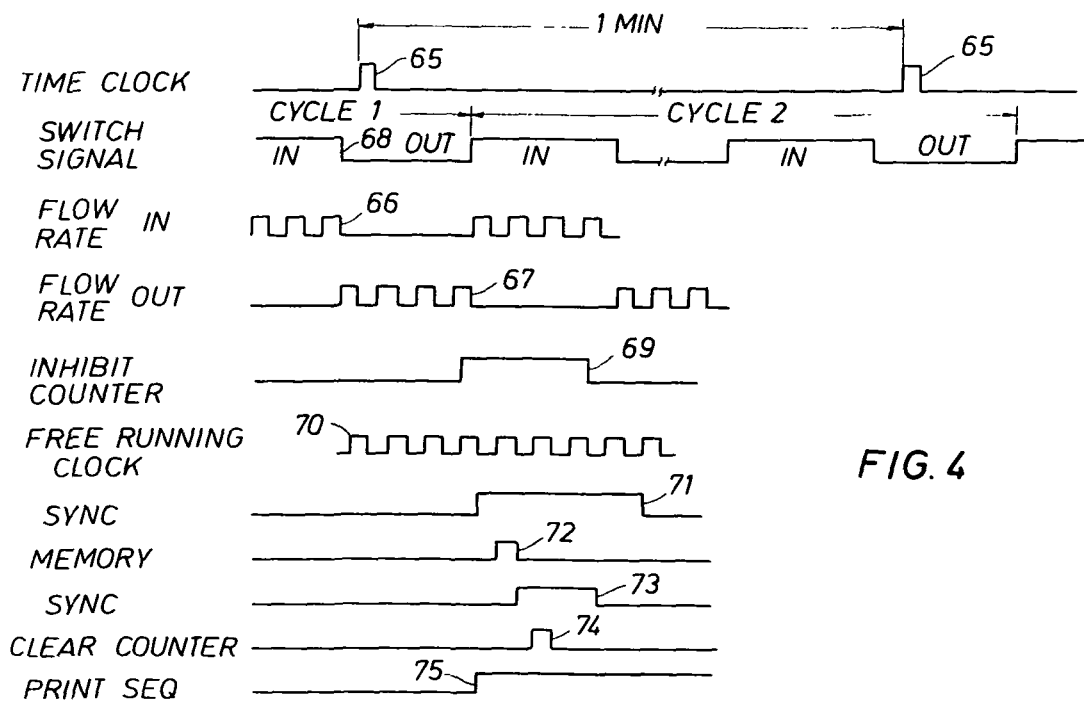 1 MIN
TIME CLOCK
65
65
CYCLE 1
CYCLE 2
SWITCH
SIGNAL
IN
68
OUT
IN
IN
OUT
FLOW
RATE IN
66
FLOW
RATE OUT
67
INHIBIT
COUNTER
69
FREE RUNNING
CLOCK
70
FIG. 4
SYNC
71
MEMORY
72
SYNC
73
CLEAR COUNTER
74
PRINT SEQ
75